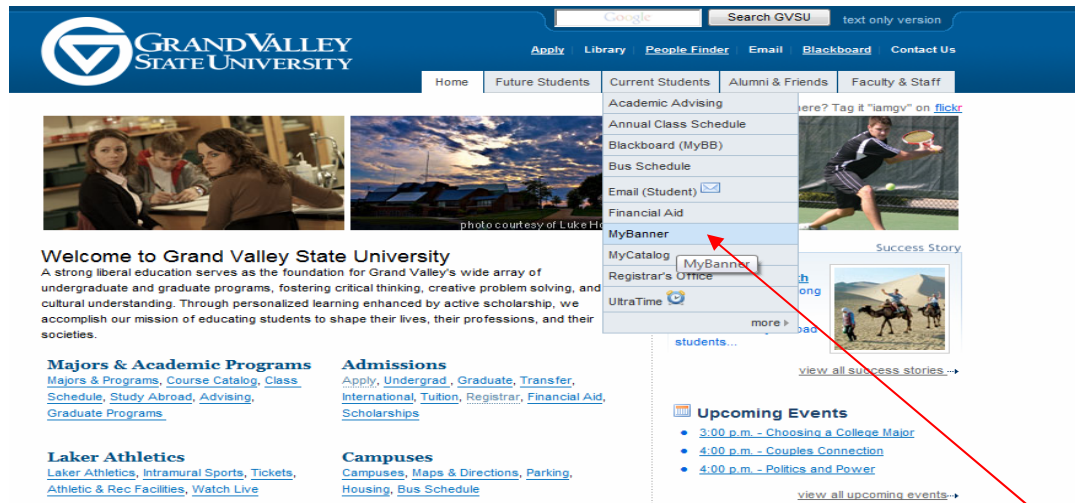 Google
Search GVSU
text only version
GRAND VALLEY
STATE UNIVERSITY
Apply Library People Finder Email Blackboard Contact Us
Home Future Students Current Students Alumni & Friends Faculty & Staff
Academic Advising
Annual Class Schedule
Blackboard (MyBB)
Bus Schedule
Email (Student)
Financial Aid
MyBanner
MyCatalog
MyBanner
Registrar's Office
UltraTime
more
here? Tag it "iamgv" on flickr
photo courtesy of Luke
Welcome to Grand Valley State University
A strong liberal education serves as the foundation for Grand Valley's wide array of
undergraduate and graduate programs, fostering critical thinking, creative problem solving, and
cultural understanding. Through personalized learning enhanced by active scholarship, we
accomplish our mission of educating students to shape their lives, their professions, and their
societies.
Success Story
students...
view all success stories
Majors & Academic Programs
Majors & Programs, Course Catalog, Class
Schedule, Study Abroad, Advising,
Graduate Programs
Admissions
Apply, Undergrad , Graduate, Transfer,
International, Tuition, Registrar, Financial Aid,
Scholarships
Laker Athletics
Laker Athletics, Intramural Sports, Tickets,
Athletic & Rec Facilities, Watch Live
Campuses
Campuses, Maps & Directions, Parking,
Housing, Bus Schedule
Upcoming Events
3:00 p.m. - Choosing a College Major
4:00 p.m. - Couples Connection
4:00 p.m. - Politics and Power
view all upcoming events